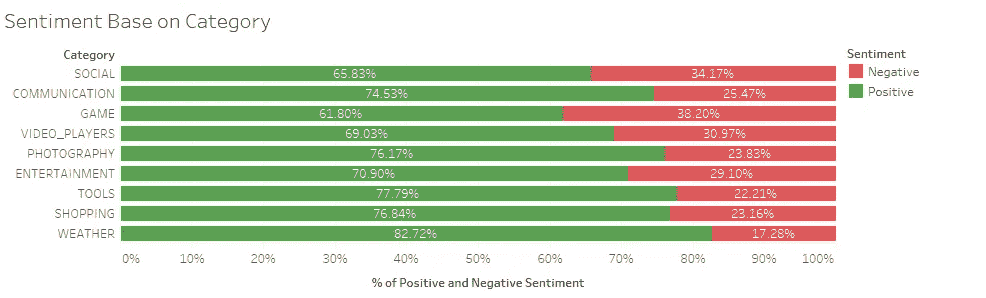 Sentiment Base on Category
Category
Sentiment
SOCIAL 65.83% 34.17%
Negative
COMMUNICATION 74.53% 25.47%
Positive
GAME 61.80% 38.20%
VIDEO_PLAYERS 69.03% 30.97%
PHOTOGRAPHY 76.17% 23.83%
ENTERTAINMENT 70.90% 29.10%
TOOLS 77.79% 22.21%
SHOPPING 76.84% 23.16%
WEATHER 82.72% 17.28%
0% 10% 20% 30% 40% 50% 60% 70% 80% 90% 100%
% of Positive and Negative Sentiment